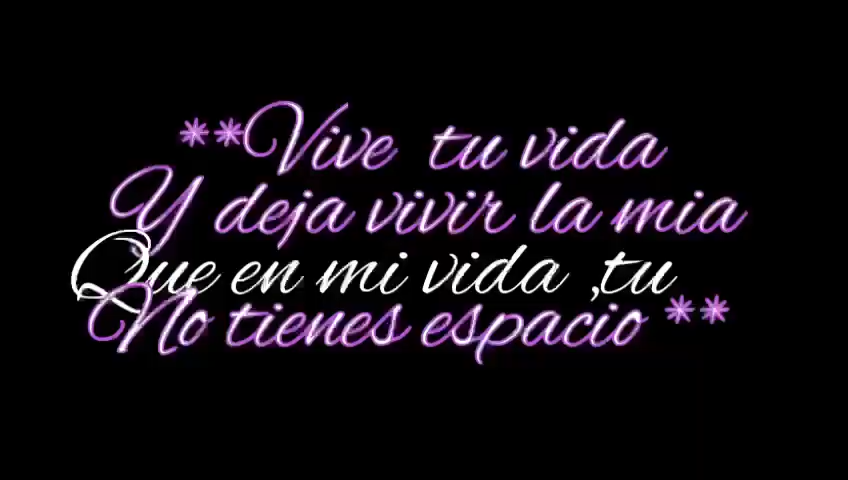 **Vive tu vida
Y deja vivir la mia
Que en mi vida ,tu
No tienes espacio **